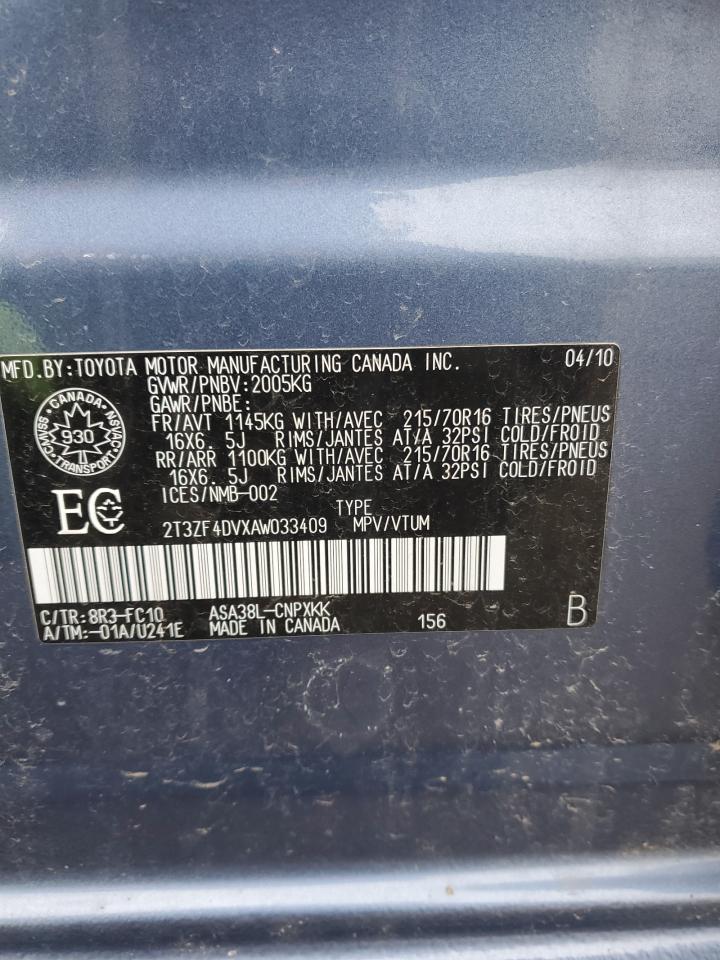 MFD.BY:TOYOTA MOTOR MANUFACTURING CANADA INC. 04/10
GVWR/PNBV:2005KG
GAWR/PNBE:
FR/AVT 1145KG WITH/AVEC 215/70R16 TIRES/PNEUS
16X6.5J RIMS/JANTES AT/A 32PSI COLD/FROID
RR/ARR 1100KG WITH/AVEC 215/70R16 TIRES/PNEUS
16X6.5J RIMS/JANTES AT/A 32PSI COLD/FROID
ICES/NMB-002
CANADA
930
TRANSPORT
EC
TYPE
2T3ZF4DVXAW033409 MPV/VTUM
C/TR:8R3-FC10 ASA38L-CNPXKK
A/TM:-01A/U241E MADE IN CANADA 156 B